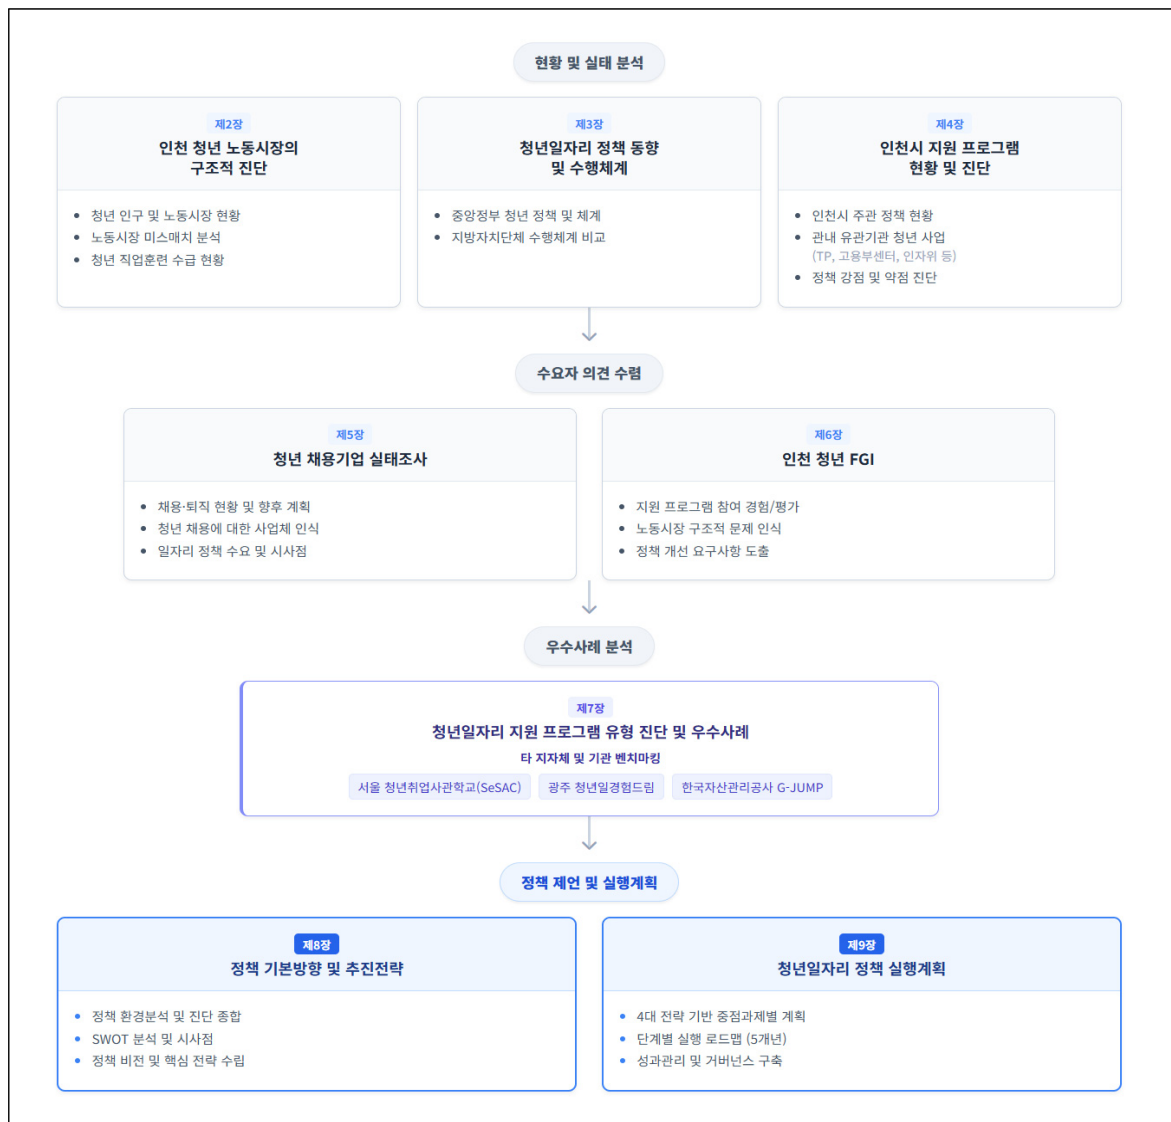 현황 및 실태 분석
제2장
인천 청년 노동시장의
구조적 진단
• 청년 인구 및 노동시장 현황
• 노동시장 미스매치 분석
• 청년 직업훈련 수급 현황
제3장
청년일자리 정책 동향
및 수행체계
• 중앙정부 청년 정책 및 체계
• 지방자치단체 수행체계 비교
제4장
인천시 지원 프로그램
현황 및 진단
• 인천시 주관 정책 현황
• 관내 유관기관 청년 사업
(TP, 고용부센터, 인자위 등)
• 정책 강점 및 약점 진단
수요자 의견 수렴
제5장
청년 채용기업 실태조사
• 채용·퇴직 현황 및 향후 계획
• 청년 채용에 대한 사업체 인식
• 일자리 정책 수요 및 시사점
제6장
인천 청년 FGI
• 지원 프로그램 참여 경험/평가
• 노동시장 구조적 문제 인식
• 정책 개선 요구사항 도출
우수사례 분석
제7장
청년일자리 지원 프로그램 유형 진단 및 우수사례
타 지자체 및 기관 벤치마킹
서울 청년취업사관학교(SeSAC)
광주 청년일경험드림
한국자산관리공사 G-JUMP
정책 제언 및 실행계획
제8장
정책 기본방향 및 추진전략
• 정책 환경분석 및 진단 종합
• SWOT 분석 및 시사점
• 정책 비전 및 핵심 전략 수립
제9장
청년일자리 정책 실행계획
• 4대 전략 기반 중점과제별 계획
• 단계별 실행 로드맵 (5개년)
• 성과관리 및 거버넌스 구축